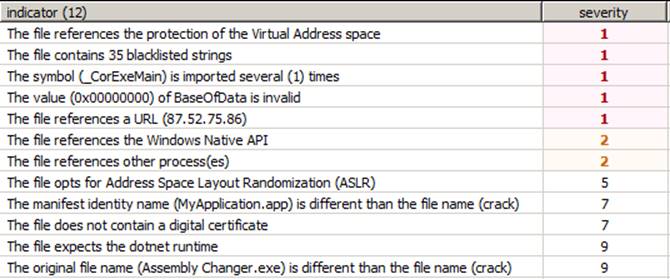 indicator (12) severity
The file references the protection of the Virtual Address space 1
The file contains 35 blacklisted strings 1
The symbol (_CorExeMain) is imported several (1) times 1
The value (0x00000000) of BaseOfData is invalid 1
The file references a URL (87.52.75.86) 1
The file references the Windows Native API 2
The file references other process(es) 2
The file opts for Address Space Layout Randomization (ASLR) 5
The manifest identity name (MyApplication.app) is different than the file name (crack) 7
The file does not contain a digital certificate 7
The file expects the dotnet runtime 9
The original file name (Assembly Changer.exe) is different than the file name (crack) 9